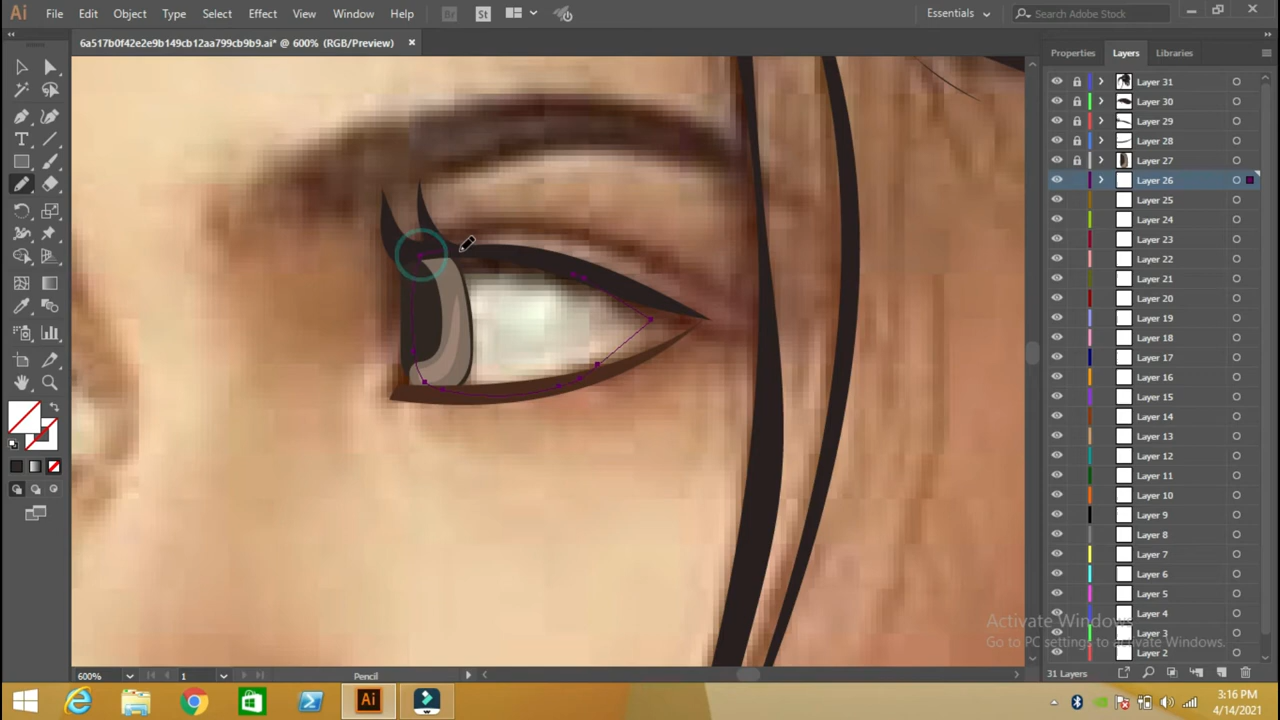 Ai File Edit Object Type Select Effect View Window Help Br St Essentials Search Adobe Stock
6a517b0f42e2e9b149cb12aa799cb9b9.ai* @ 600% (RGB/Preview)
Properties Layers Libraries
Layer 31
Layer 30
Layer 29
Layer 28
Layer 27
Layer 26
Layer 25
Layer 24
Layer 23
Layer 22
Layer 21
Layer 20
Layer 19
Layer 18
Layer 17
Layer 16
Layer 15
Layer 14
Layer 13
Layer 12
Layer 11
Layer 10
Layer 9
Layer 8
Layer 7
Layer 6
Layer 5
Layer 4
Layer 3
Layer 2
Activate Windows
Go to PC settings to activate Windows.
600% 1 Pencil 31 Layers
Ai 3:16 PM
4/14/2021